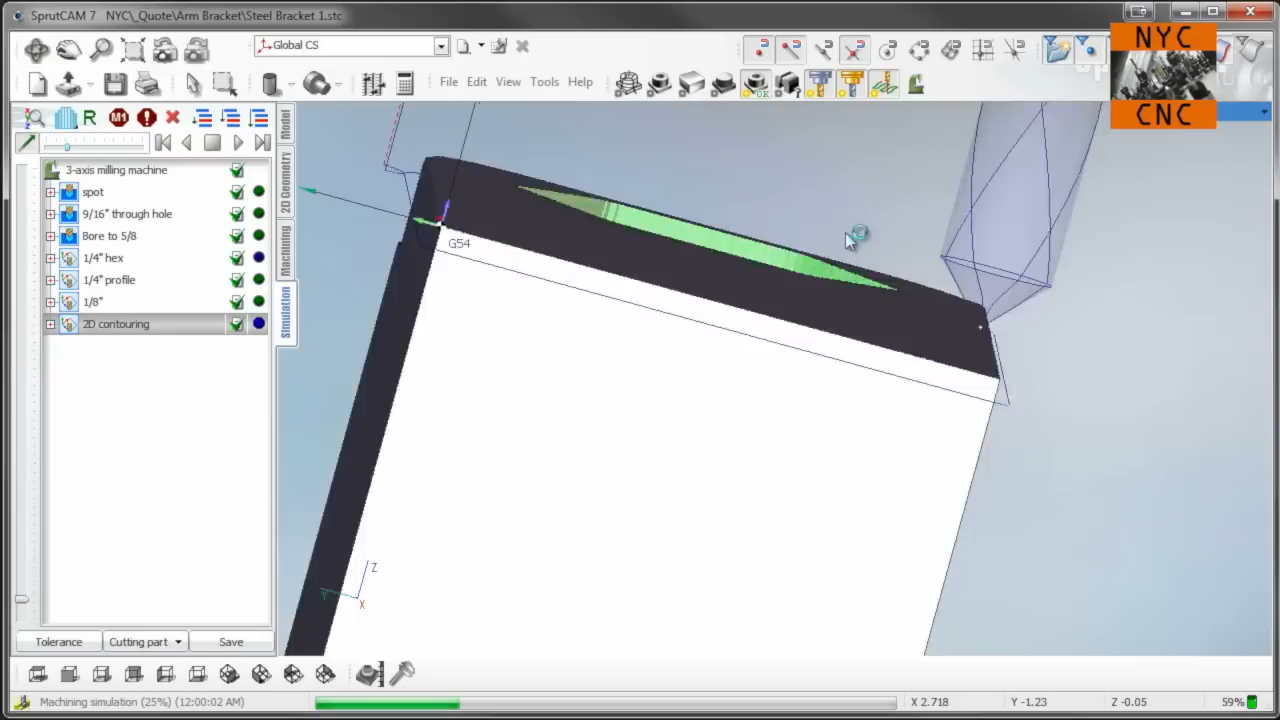 SprutCAM 7 NYC\_Quote\Arm Bracket\Steel Bracket 1.stc
NYC
CNC
Global CS
File Edit View Tools Help
OK
R M1
3-axis milling machine
spot
9/16" through hole
Bore to 5/8
1/4" hex
1/4" profile
1/8"
2D contouring
Model
2D Geometry
Machining
Simulation
G54
Z
Y
X
Tolerance Cutting part Save
Machining simulation (25%) (12:00:02 AM) X 2.718 Y -1.23 Z -0.05 59%